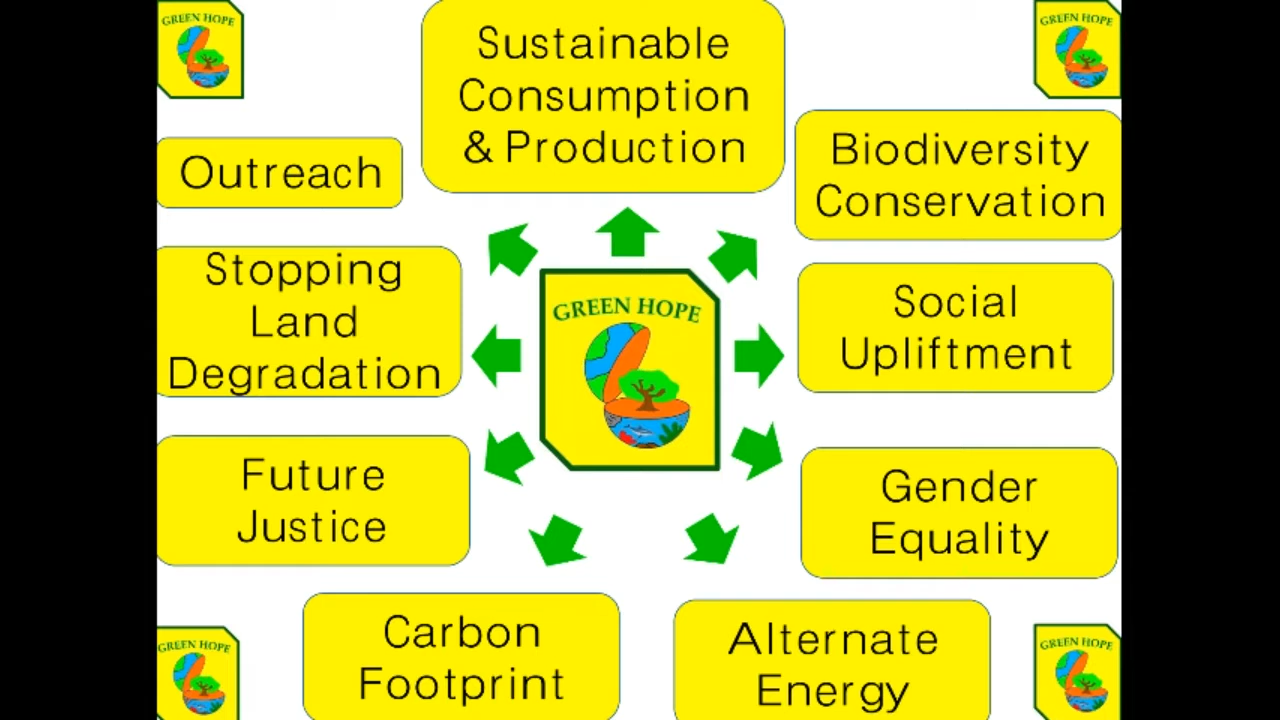 GREEN HOPE
GREEN HOPE
Sustainable
Consumption
& Production
Outreach
Biodiversity
Conservation
Stopping
Land
Degradation
GREEN HOPE
Social
Upliftment
Future
Justice
Gender
Equality
Carbon
Footprint
Alternate
Energy
GREEN HOPE
GREEN HOPE